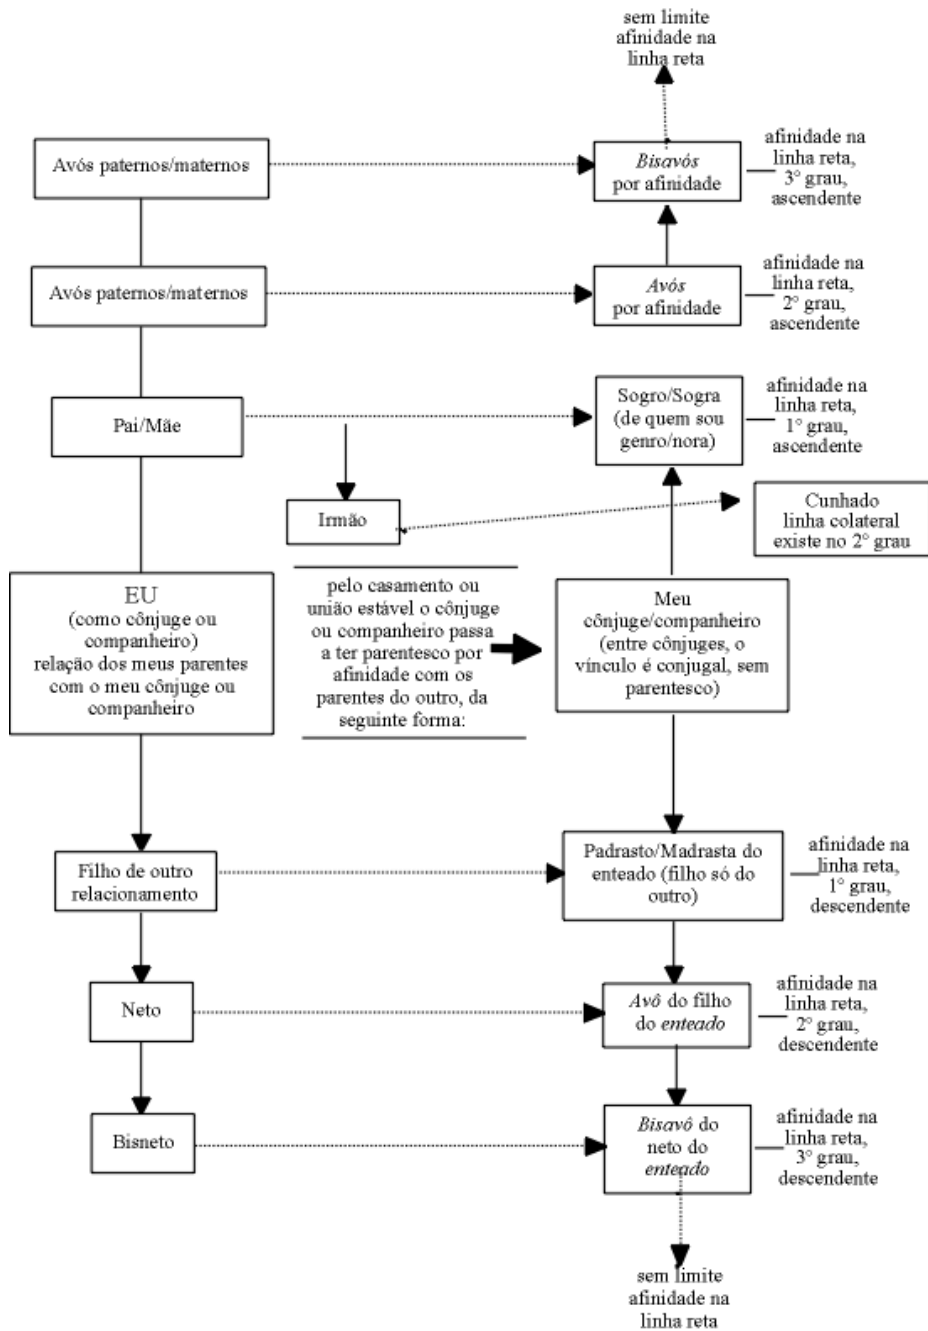 sem limite
afinidade na
linha reta
Avós paternos/maternos
Bisavós
por afinidade
afinidade na
linha reta,
3° grau,
ascendente
Avós paternos/maternos
Avós
por afinidade
afinidade na
linha reta,
2° grau,
ascendente
Pai/Mãe
Sogro/Sogra
(de quem sou
genro/nora)
afinidade na
linha reta,
1° grau,
ascendente
Irmão
Cunhado
linha colateral
existe no 2° grau
EU
(como cônjuge ou
companheiro)
relação dos meus parentes
com o meu cônjuge ou
companheiro
pelo casamento ou
união estável o cônjuge
ou companheiro passa
a ter parentesco por
afinidade com os
parentes do outro, da
seguinte forma:
Meu
cônjuge/companheiro
(entre cônjuges, o
vínculo é conjugal, sem
parentesco)
Filho de outro
relacionamento
Padrasto/Madrasta do
enteado (filho só do
outro)
afinidade na
linha reta,
1° grau,
descendente
Neto
Avô do filho
do enteado
afinidade na
linha reta,
2° grau,
descendente
Bisneto
Bisavô do
neto do
enteado
afinidade na
linha reta,
3° grau,
descendente
sem limite
afinidade na
linha reta